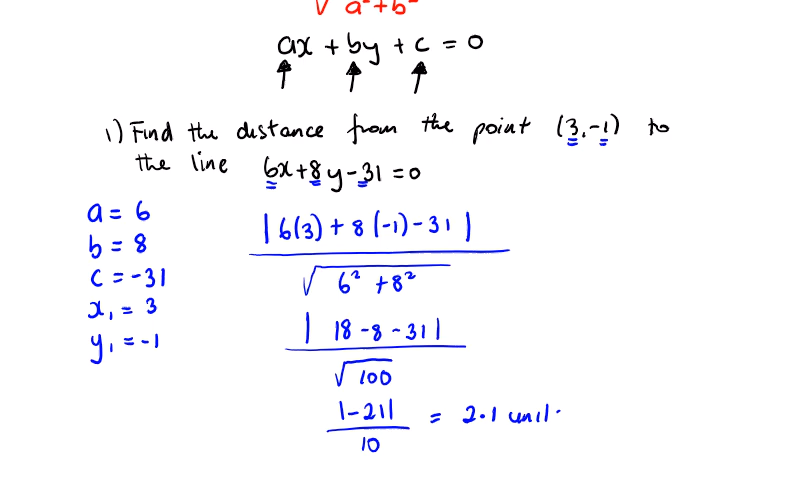 √ a²+b²
ax + by + c = 0
1) Find the distance from the point (3,-1) to
the line 6x+8y-31=0
a = 6
b = 8
c = -31
x₁ = 3
y₁ = -1
|6(3) + 8(-1) - 31|
√ 6² + 8²
| 18 - 8 - 31|
√100
|-21|
10
= 2.1 unit.